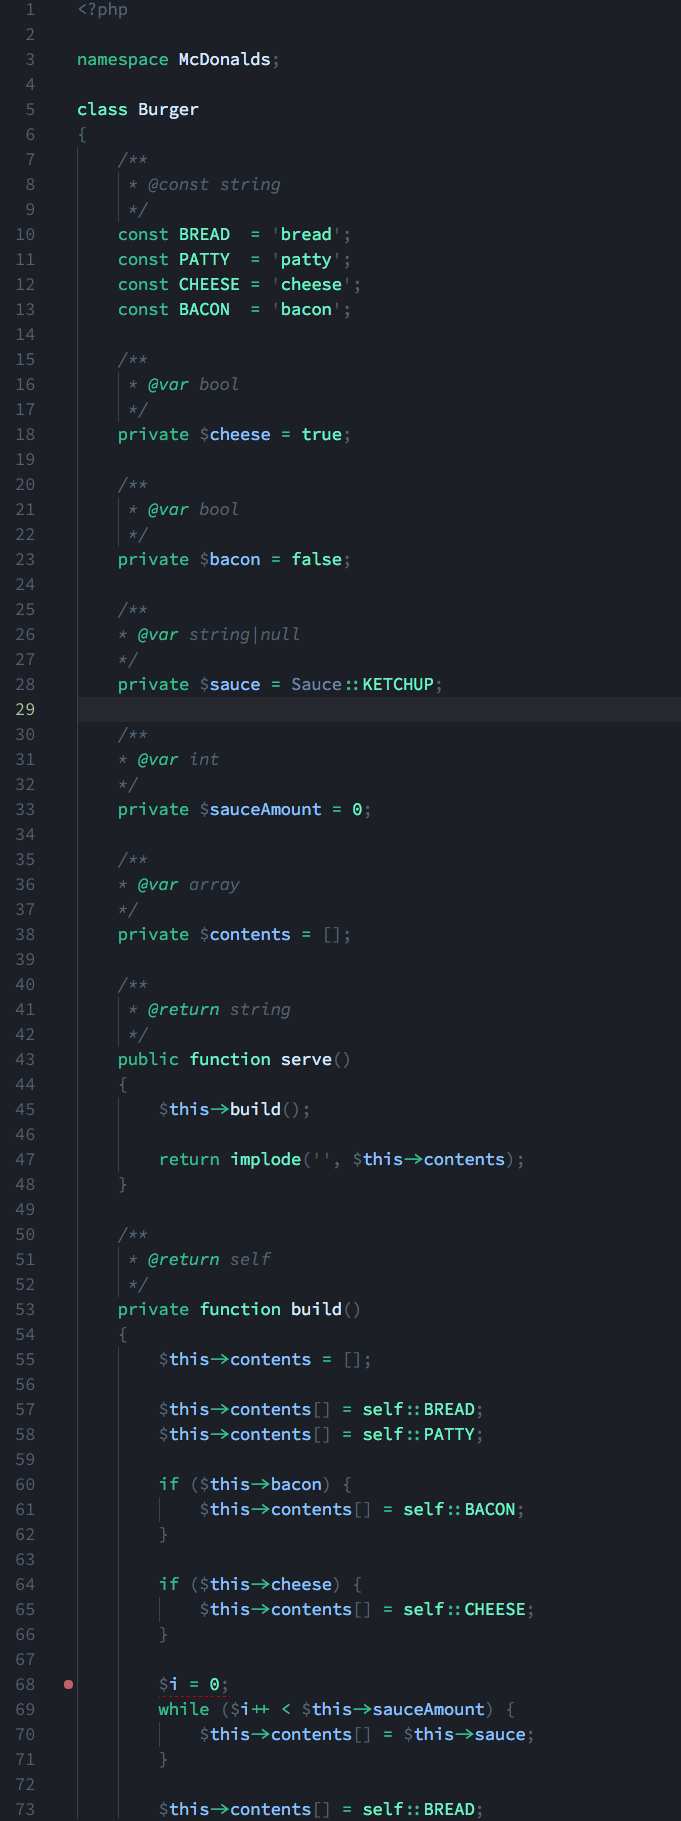 1 <?php
2
3 namespace McDonalds;
4
5 class Burger
6 {
7     /**
8      * @const string
9      */
10     const BREAD  = 'bread';
11     const PATTY  = 'patty';
12     const CHEESE = 'cheese';
13     const BACON  = 'bacon';
14
15     /**
16      * @var bool
17      */
18     private $cheese = true;
19
20     /**
21      * @var bool
22      */
23     private $bacon = false;
24
25     /**
26     * @var string|null
27     */
28     private $sauce = Sauce::KETCHUP;
29
30     /**
31     * @var int
32     */
33     private $sauceAmount = 0;
34
35     /**
36     * @var array
37     */
38     private $contents = [];
39
40     /**
41      * @return string
42      */
43     public function serve()
44     {
45         $this->build();
46
47         return implode('', $this->contents);
48     }
49
50     /**
51      * @return self
52      */
53     private function build()
54     {
55         $this->contents = [];
56
57         $this->contents[] = self::BREAD;
58         $this->contents[] = self::PATTY;
59
60         if ($this->bacon) {
61             $this->contents[] = self::BACON;
62         }
63
64         if ($this->cheese) {
65             $this->contents[] = self::CHEESE;
66         }
67
68         $i = 0;
69         while ($i++ < $this->sauceAmount) {
70             $this->contents[] = $this->sauce;
71         }
72
73         $this->contents[] = self::BREAD;